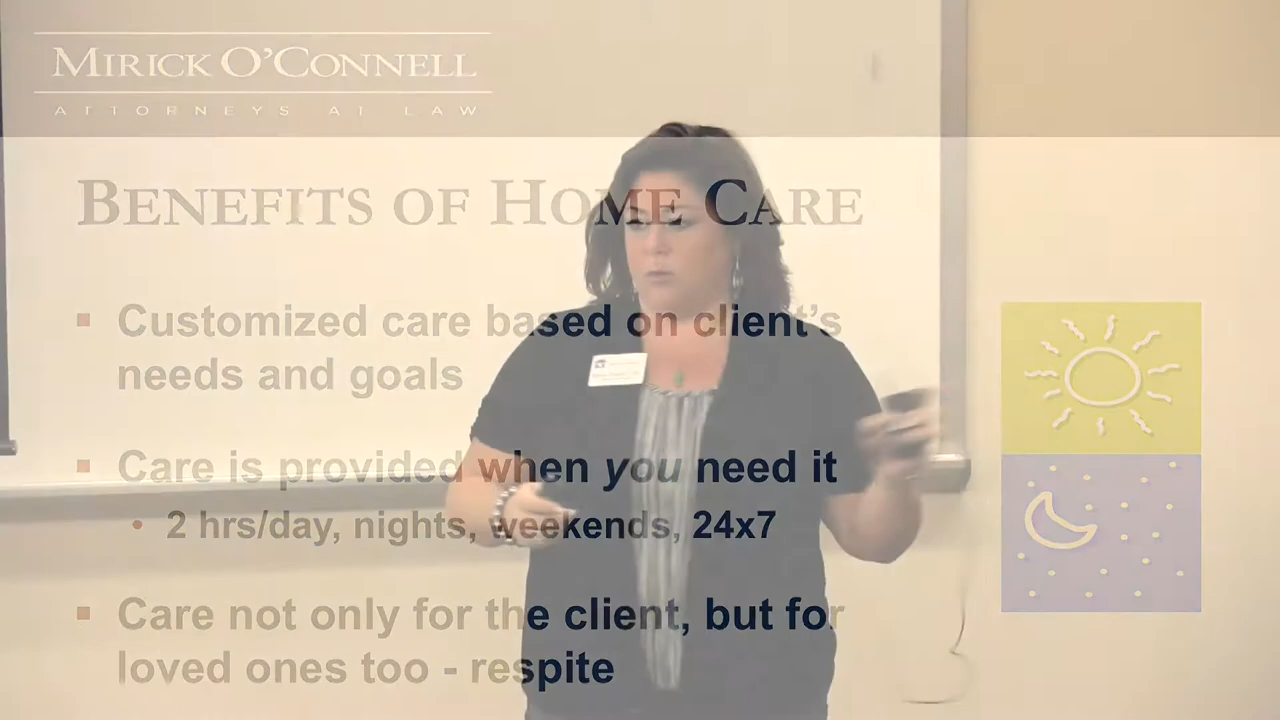 MIRICK O'CONNELL
ATTORNEYS AT LAW
BENEFITS OF HOME CARE
▪ Customized care based on client's
needs and goals
▪ Care is provided when you need it
• 2 hrs/day, nights, weekends, 24x7
▪ Care not only for the client, but for
loved ones too - respite